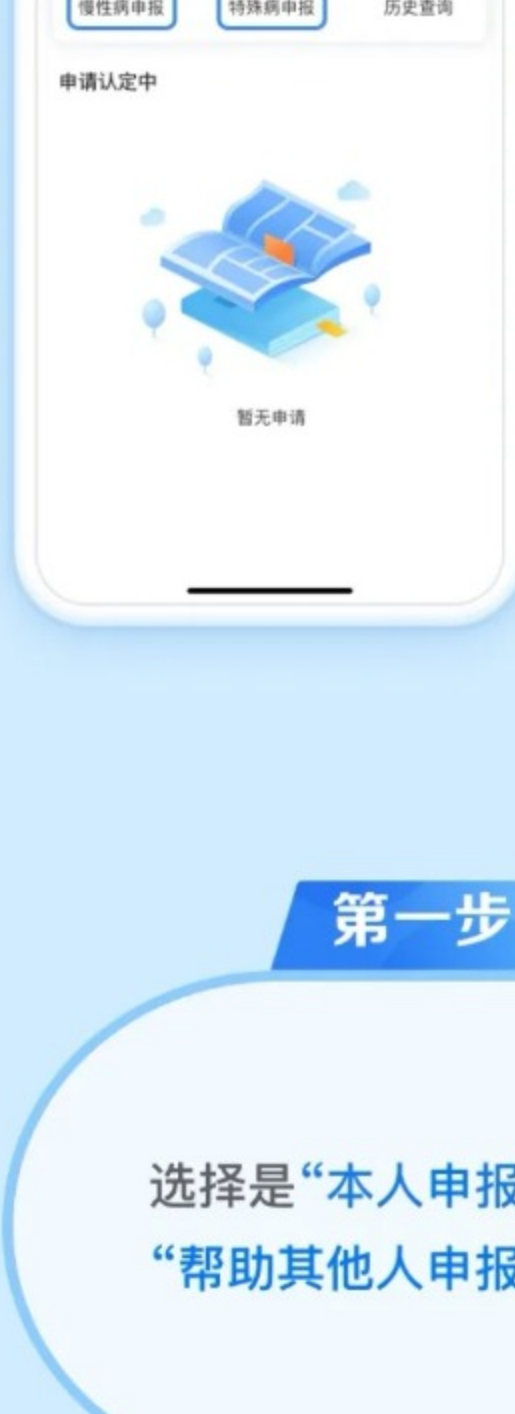 慢性病申报 特殊病申报 历史查询
申请认定中
暂无申请
第一步
选择是“本人申报
“帮助其他人申报